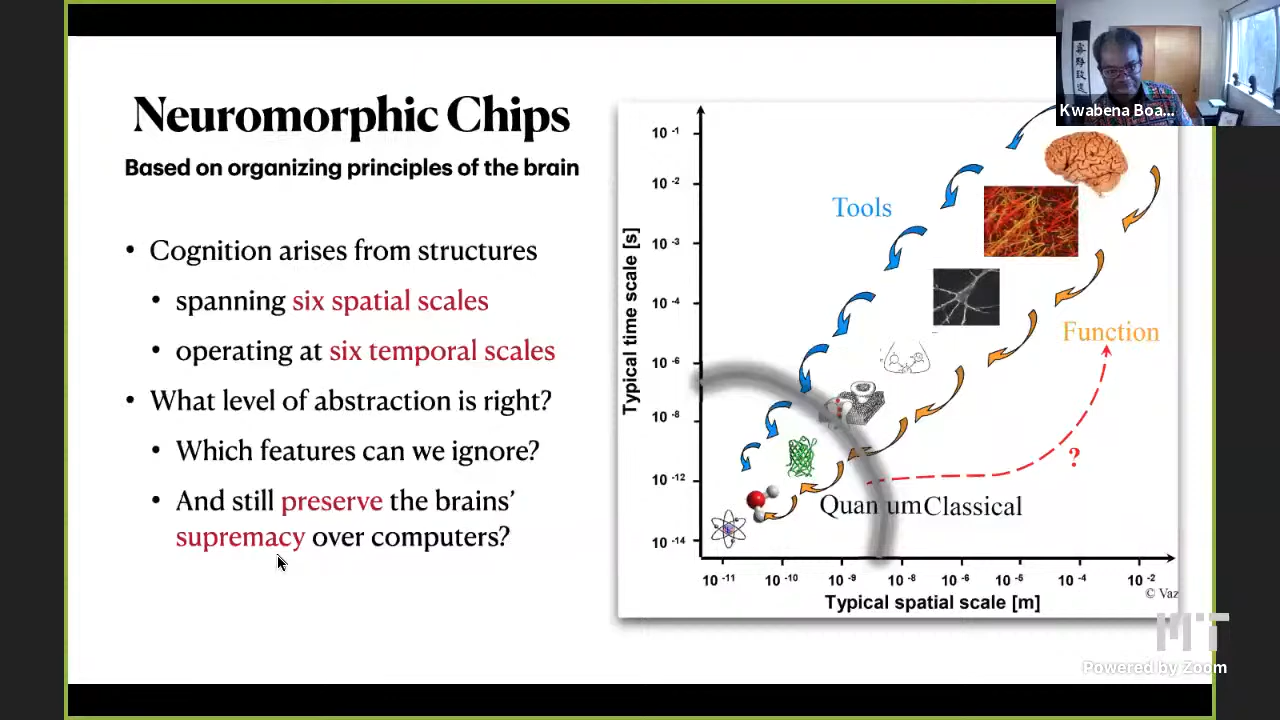 Neuromorphic Chips
Based on organizing principles of the brain
• Cognition arises from structures
• spanning six spatial scales
• operating at six temporal scales
• What level of abstraction is right?
• Which features can we ignore?
• And still preserve the brains'
supremacy over computers?
Typical time scale [s]
10 -1
10 -2
10 -3
10 -4
10 -6
10 -8
10 -12
10 -14
Tools
Function
?
Quan um Classical
10 -11
10 -10
10 -9
10 -8
10 -6
10 -5
10 -4
10 -2
Typical spatial scale [m]
© Vaz
Kwabena Boa...
MIT
Powered by Zoom